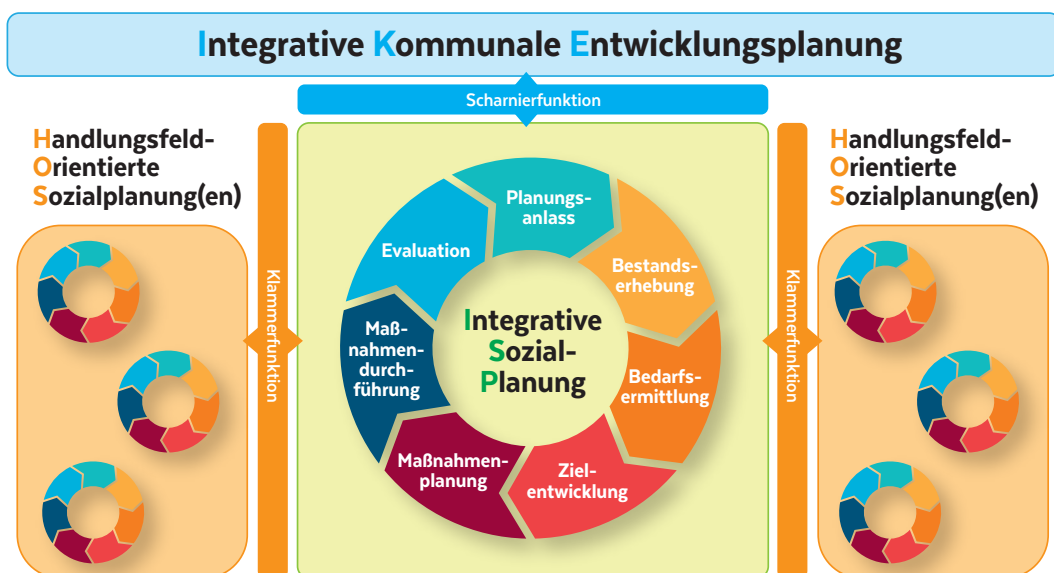 Integrative Kommunale Entwicklungsplanung
Scharnierfunktion
Handlungsfeld-
Orientierte
Sozialplanung(en)
Klammerfunktion
Planungs-
anlass
Bestands-
erhebung
Bedarfs-
ermittlung
Ziel-
entwicklung
Maßnahmen-
planung
Maß-
nahmen-
durch-
führung
Evaluation
Integrative
Sozial-
Planung
Klammerfunktion
Handlungsfeld-
Orientierte
Sozialplanung(en)